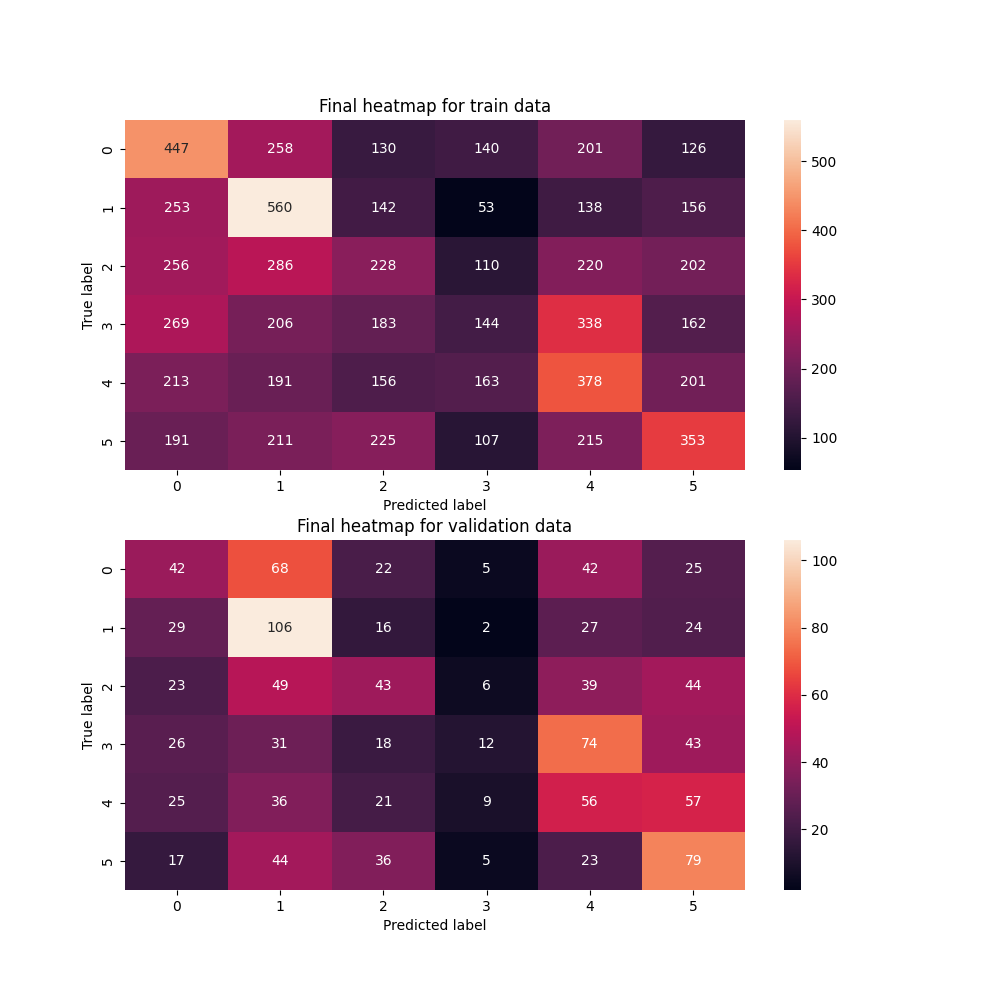 Final heatmap for train data
0 447 258 130 140 201 126
1 253 560 142 53 138 156
2 256 286 228 110 220 202
3 269 206 183 144 338 162
4 213 191 156 163 378 201
5 191 211 225 107 215 353
0 1 2 3 4 5
Predicted label
True label
500
400
300
200
100
Final heatmap for validation data
0 42 68 22 5 42 25
1 29 106 16 2 27 24
2 23 49 43 6 39 44
3 26 31 18 12 74 43
4 25 36 21 9 56 57
5 17 44 36 5 23 79
0 1 2 3 4 5
Predicted label
True label
100
80
60
40
20